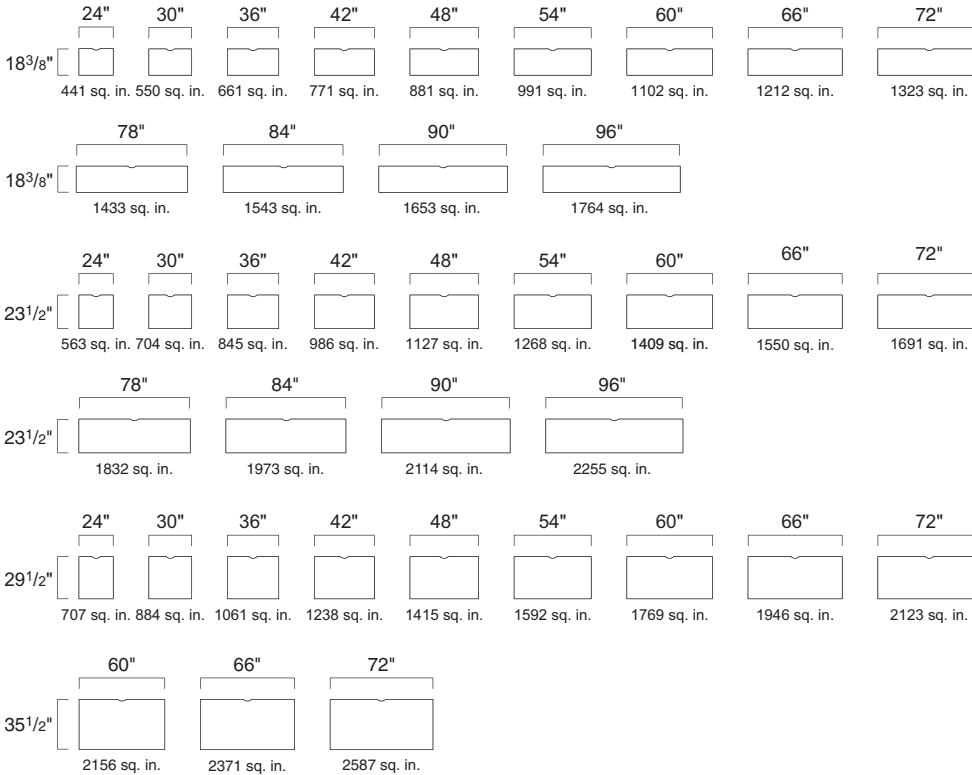 24" 30" 36" 42" 48" 54" 60" 66" 72"
18 3/8"
441 sq. in. 550 sq. in. 661 sq. in. 771 sq. in. 881 sq. in. 991 sq. in. 1102 sq. in. 1212 sq. in. 1323 sq. in.
78" 84" 90" 96"
18 3/8"
1433 sq. in. 1543 sq. in. 1653 sq. in. 1764 sq. in.
24" 30" 36" 42" 48" 54" 60" 66" 72"
23 1/2"
563 sq. in. 704 sq. in. 845 sq. in. 986 sq. in. 1127 sq. in. 1268 sq. in. 1409 sq. in. 1550 sq. in. 1691 sq. in.
78" 84" 90" 96"
23 1/2"
1832 sq. in. 1973 sq. in. 2114 sq. in. 2255 sq. in.
24" 30" 36" 42" 48" 54" 60" 66" 72"
29 1/2"
707 sq. in. 884 sq. in. 1061 sq. in. 1238 sq. in. 1415 sq. in. 1592 sq. in. 1769 sq. in. 1946 sq. in. 2123 sq. in.
60" 66" 72"
35 1/2"
2156 sq. in. 2371 sq. in. 2587 sq. in.